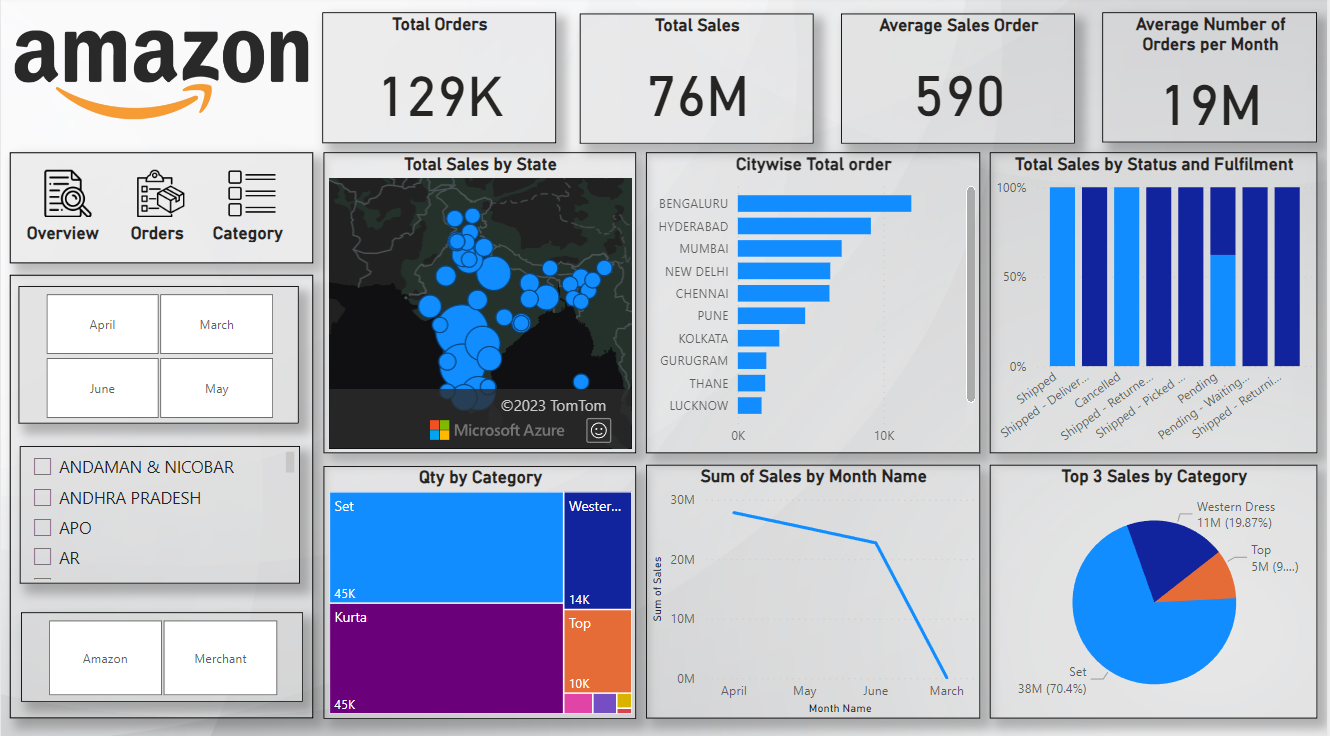 amazon
Total Orders
129K
Total Sales
76M
Average Sales Order
590
Average Number of
Orders per Month
19M
Overview
Orders
Category
April
March
June
May
ANDAMAN & NICOBAR
ANDHRA PRADESH
APO
AR
Amazon
Merchant
Total Sales by State
©2023 TomTom
Microsoft Azure
Citywise Total order
BENGALURU
HYDERABAD
MUMBAI
NEW DELHI
CHENNAI
PUNE
KOLKATA
GURUGRAM
THANE
LUCKNOW
0K
10K
Total Sales by Status and Fulfilment
100%
50%
0%
Shipped
Shipped - Deliver...
Cancelled
Shipped - Returne...
Shipped - Picked ...
Pending
Pending - Waiting...
Shipped - Returni...
Qty by Category
Set
45K
Kurta
45K
Wester...
14K
Top
10K
Sum of Sales by Month Name
Sum of Sales
30M
20M
10M
0M
April
May
June
March
Month Name
Top 3 Sales by Category
Western Dress
11M (19.87%)
Top
5M (9....)
Set
38M (70.4%)